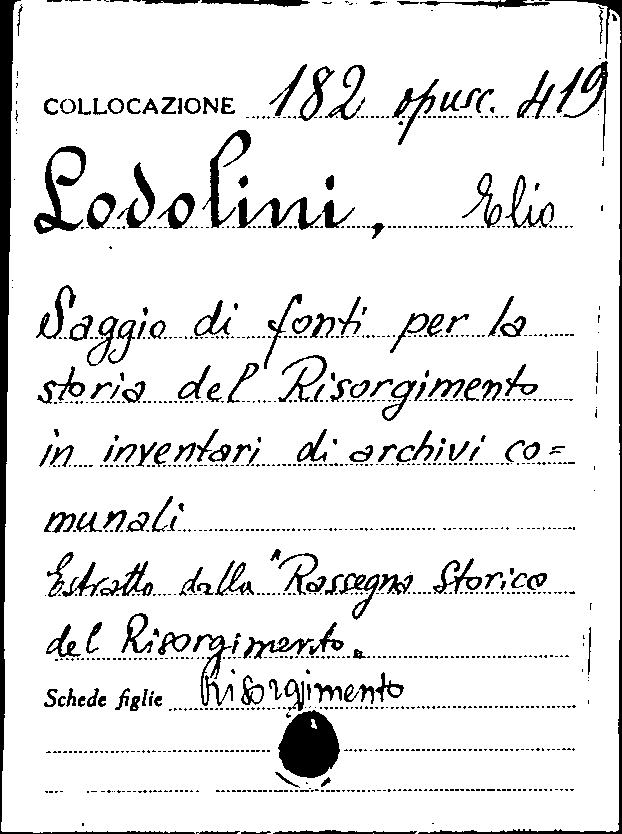 COLLOCAZIONE 182 opusc. 419
Lodolini, Elio
Saggio di fonti per la
storia del Risorgimento
in inventari di archivi co=
munali
Estratto dalla "Rassegna Storica
del Risorgimento"
Schede figlie Risorgimento